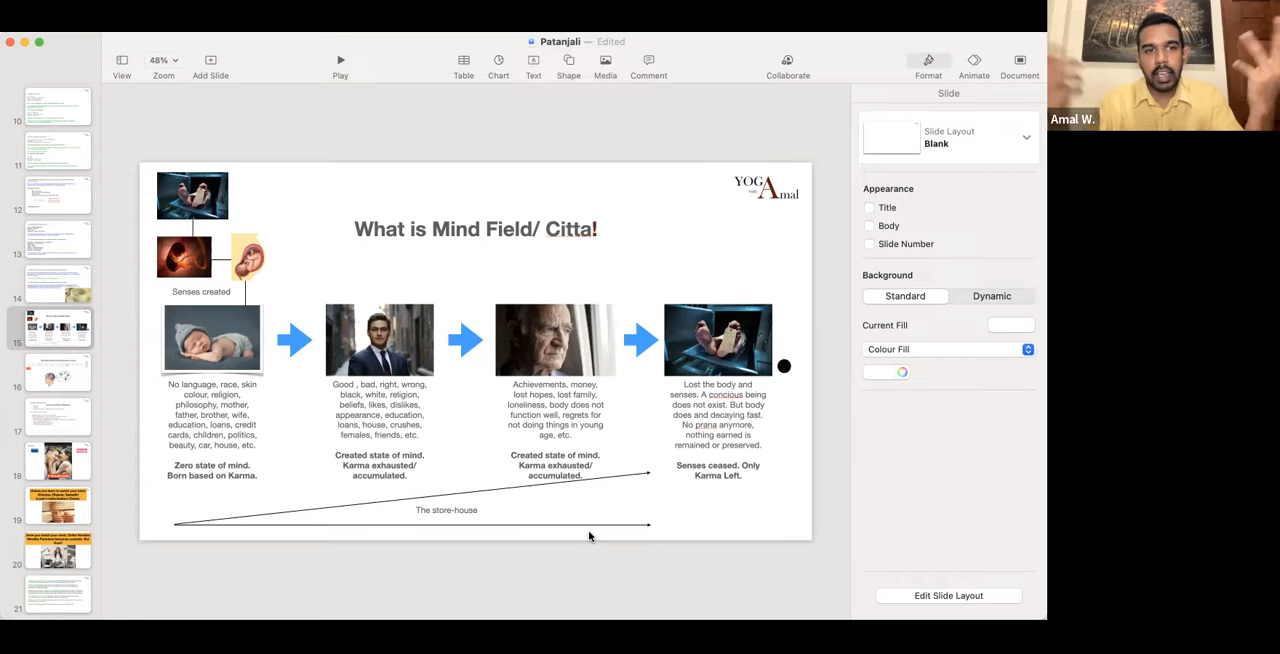 Patanjali — Edited
View
48%
Zoom
Add Slide
Play
Table
Chart
Text
Shape
Media
Comment
Collaborate
Format
Animate
Document
Amal W.
Slide
Slide Layout
Blank
Appearance
Title
Body
Slide Number
Background
Standard
Dynamic
Current Fill
Colour Fill
Edit Slide Layout
10
11
12
13
14
15
16
17
18
19
20
21
YOGA
with
Amal
What is Mind Field/ Citta!
Senses created
No language, race, skin
colour, religion,
philosophy, mother,
father, brother, wife,
education, loans, credit
cards, children, politics,
beauty, car, house, etc.
Zero state of mind.
Born based on Karma.
Good , bad, right, wrong,
black, white, religion,
beliefs, likes, dislikes,
appearance, education,
loans, house, crushes,
females, friends, etc.
Created state of mind.
Karma exhausted/
accumulated.
Achievements, money,
lost hopes, lost family,
loneliness, body does not
function well, regrets for
not doing things in young
age, etc.
Created state of mind.
Karma exhausted/
accumulated.
Lost the body and
senses. A concious being
does not exist. But body
does and decaying fast.
No prana anymore,
nothing earned is
remained or preserved.
Senses ceased. Only
Karma Left.
The store-house